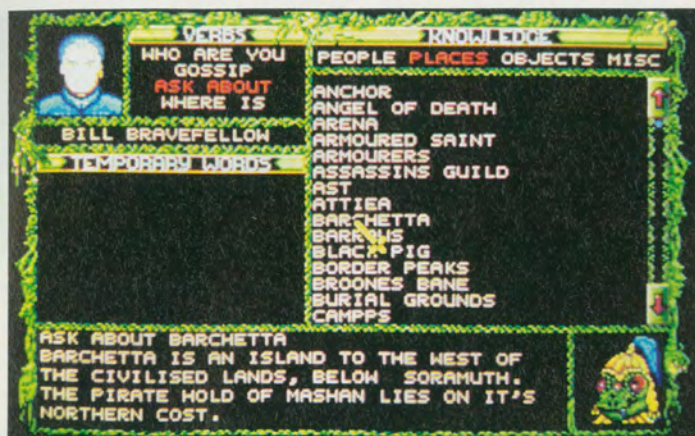 VERBS
WHO ARE YOU
GOSSIP
ASK ABOUT
WHERE IS
BILL BRAVEFELLOW
TEMPORARY WORDS
KNOWLEDGE
PEOPLE PLACES OBJECTS MISC
ANCHOR
ANGEL OF DEATH
ARENA
ARMOURED SAINT
ARMOURERS
ASSASSINS GUILD
AST
ATTIEA
BARCHETTA
BARROWS
BLACK PIG
BORDER PEAKS
BROONES BANE
BURIAL GROUNDS
CAMPPS
ASK ABOUT BARCHETTA
BARCHETTA IS AN ISLAND TO THE WEST OF
THE CIVILISED LANDS, BELOW SORAMUTH.
THE PIRATE HOLD OF MASHAN LIES ON IT'S
NORTHERN COST.